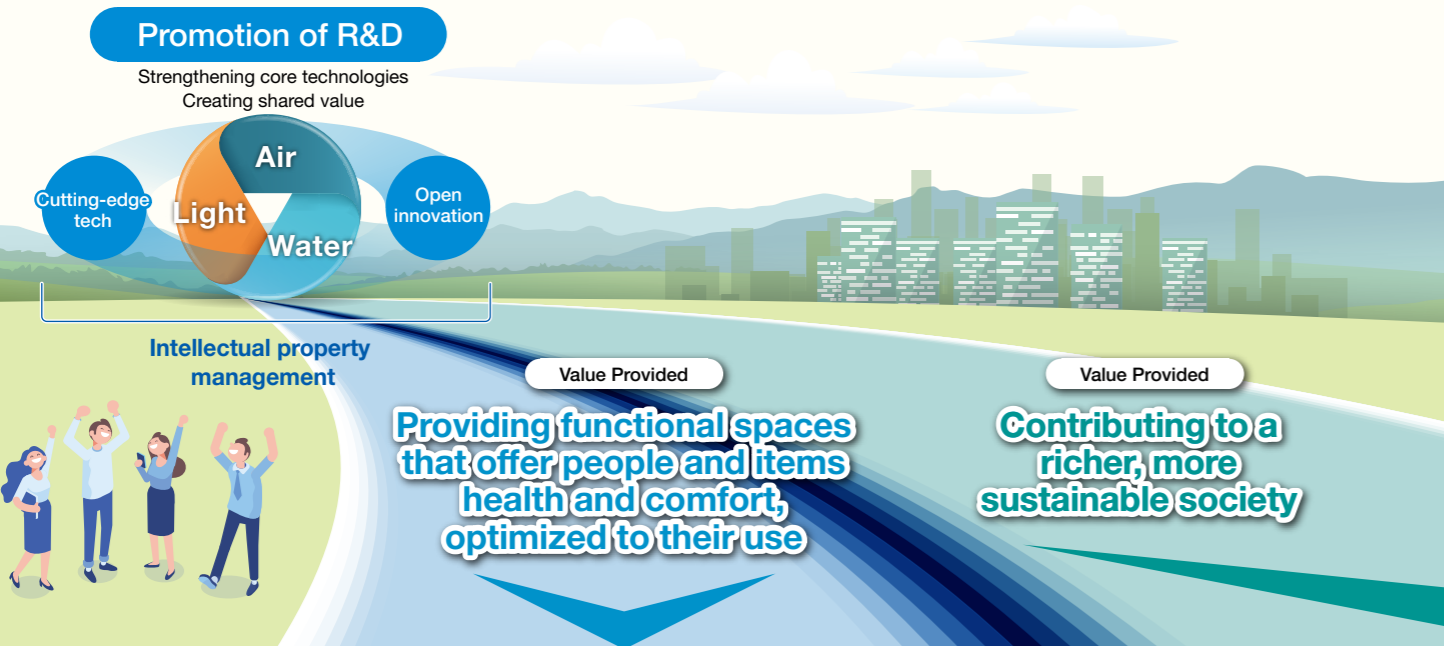 Promotion of R&D
Strengthening core technologies
Creating shared value
Air
Light
Water
Cutting-edge
tech
Open
innovation
Intellectual property
management
Value Provided
Providing functional spaces
that offer people and items
health and comfort,
optimized to their use
Value Provided
Contributing to a
richer, more
sustainable society